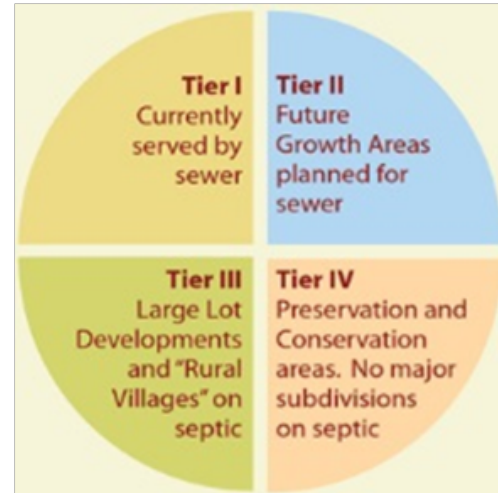 Tier I
Currently
served by
sewer
Tier II
Future
Growth Areas
planned for
sewer
Tier III
Large Lot
Developments
and "Rural
Villages" on
septic
Tier IV
Preservation and
Conservation
areas. No major
subdivisions
on septic